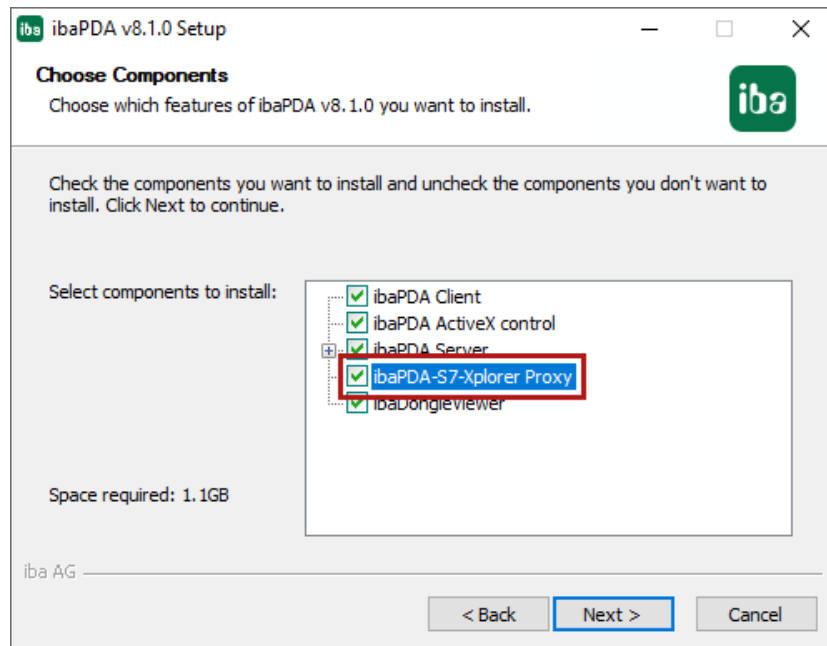 iba ibaPDA v8.1.0 Setup
Choose Components
Choose which features of ibaPDA v8.1.0 you want to install.
iba
Check the components you want to install and uncheck the components you don't want to
install. Click Next to continue.
Select components to install:
ibaPDA Client
ibaPDA ActiveX control
ibaPDA Server
ibaPDA-S7-Xplorer Proxy
ibaDongleViewer
Space required: 1.1GB
iba AG
< Back
Next >
Cancel